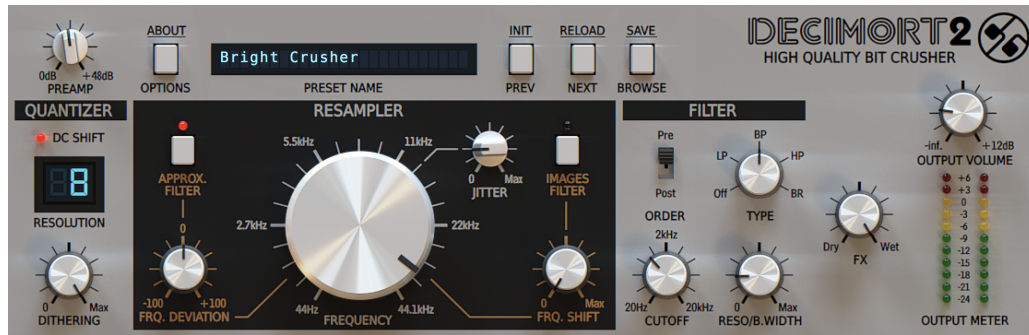 ABOUT
INIT
RELOAD
SAVE
DECIMORT2
HIGH QUALITY BIT CRUSHER
Bright Crusher
0dB
+48dB
PREAMP
OPTIONS
PRESET NAME
PREV
NEXT
BROWSE
QUANTIZER
DC SHIFT
8
RESOLUTION
0
Max
DITHERING
RESAMPLER
APPROX.
FILTER
0
-100
+100
FRQ. DEVIATION
5.5kHz
11kHz
2.7kHz
22kHz
44Hz
44.1kHz
FREQUENCY
0
Max
JITTER
IMAGES
FILTER
0
Max
FRQ. SHIFT
FILTER
Pre
Post
ORDER
BP
LP
HP
Off
BR
TYPE
2kHz
20Hz
20kHz
CUTOFF
0
Max
RESO/B.WIDTH
Dry
Wet
FX
-inf.
+12dB
OUTPUT VOLUME
+6
+3
0
-3
-6
-9
-12
-15
-18
-21
-24
OUTPUT METER